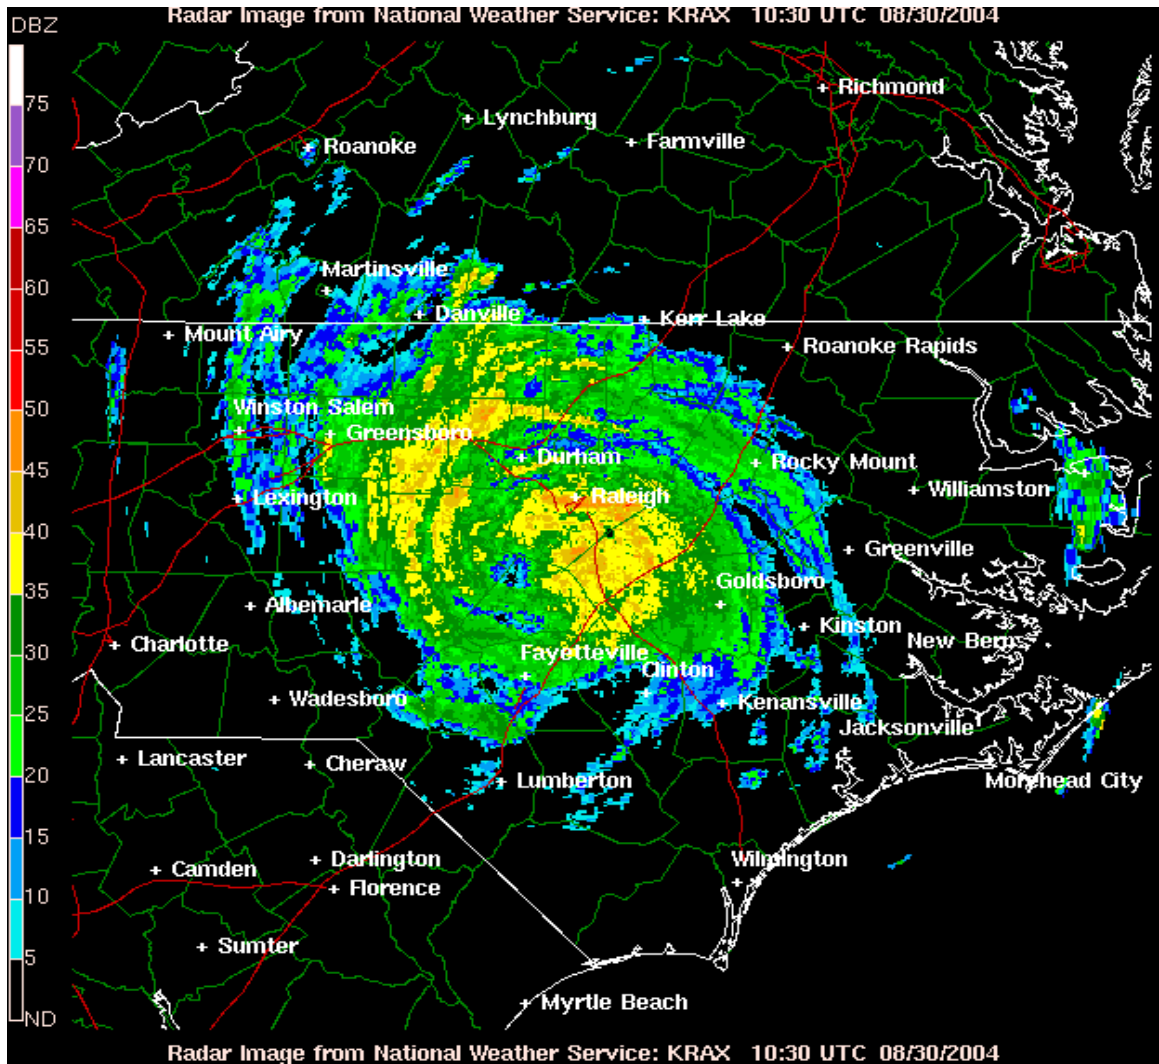 Radar Image from National Weather Service: KRAX 10:30 UTC 08/30/2004
DBZ
75
70
65
60
55
50
45
40
35
30
25
20
15
10
5
ND
Richmond
Lynchburg
Farmville
Roanoke
Martinsville
Danville
Kerr Lake
Mount Airy
Roanoke Rapids
Winston Salem
Greensboro
Durham
Rocky Mount
Lexington
Raleigh
Williamston
Greenville
Goldsboro
Albemarle
Kinston
Charlotte
New Bern
Fayetteville
Clinton
Wadesboro
Kenansville
Jacksonville
Lancaster
Cheraw
Lumberton
Morehead City
Wilmington
Darlington
Camden
Florence
Sumter
Myrtle Beach
Radar Image from National Weather Service: KRAX 10:30 UTC 08/30/2004